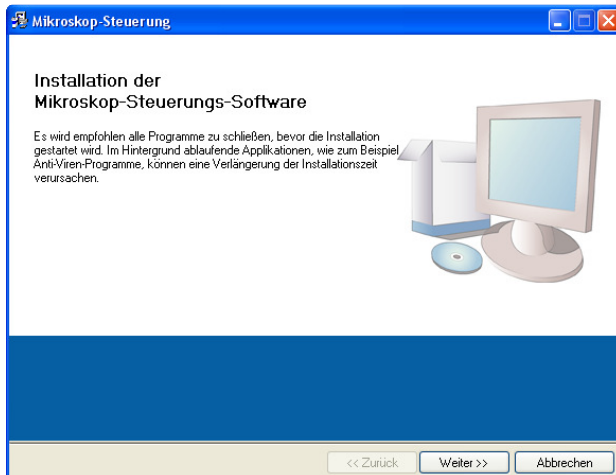 Mikroskop-Steuerung
Installation der
Mikroskop-Steuerungs-Software
Es wird empfohlen alle Programme zu schließen, bevor die Installation
gestartet wird. Im Hintergrund ablaufende Applikationen, wie zum Beispiel
Anti-Viren-Programme, können eine Verlängerung der Installationszeit
verursachen.
<< Zurück Weiter >> Abbrechen